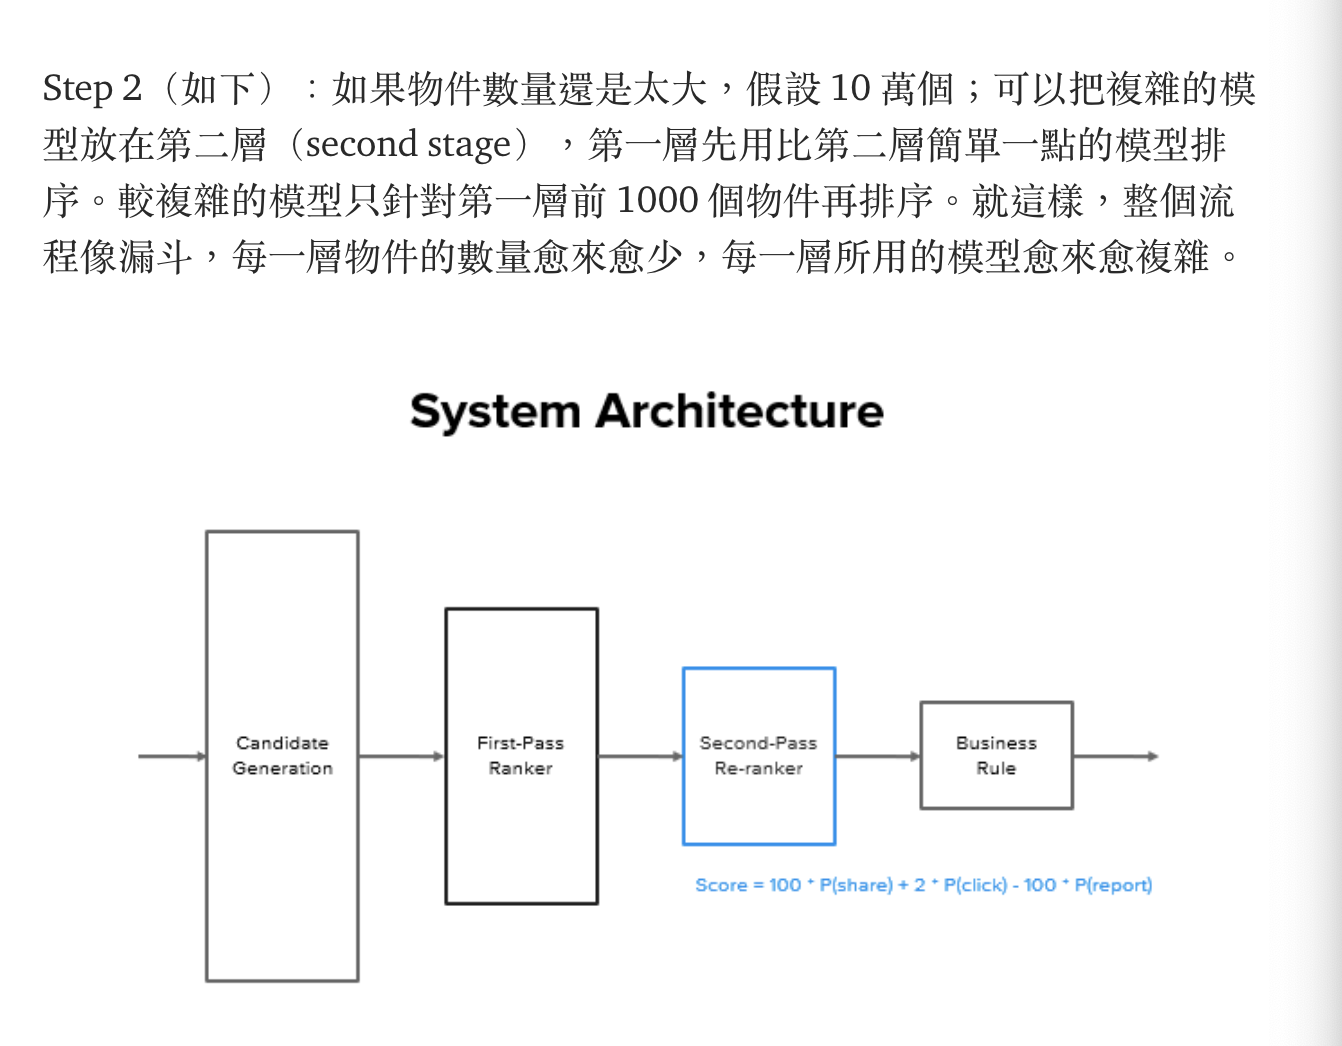 Step 2（如下）：如果物件數量還是太大，假設 10 萬個；可以把複雜的模
型放在第二層（second stage），第一層先用比第二層簡單一點的模型排
序。較複雜的模型只針對第一層前 1000 個物件再排序。就這樣，整個流
程像漏斗，每一層物件的數量愈來愈少，每一層所用的模型愈來愈複雜。
System Architecture
Candidate
Generation
First-Pass
Ranker
Second-Pass
Re-ranker
Business
Rule
Score = 100 * P(share) + 2 * P(click) - 100 * P(report)